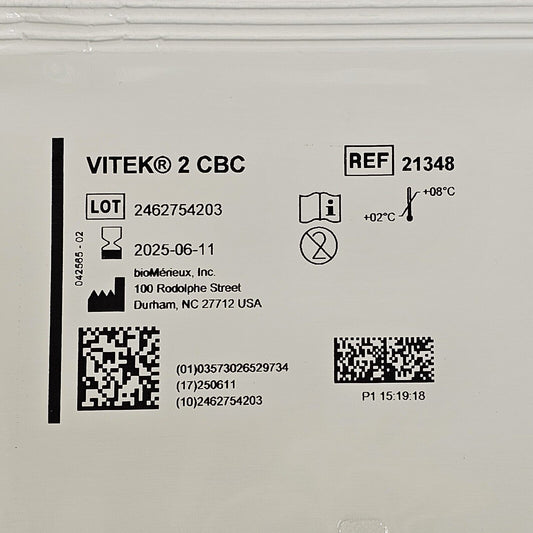 VITEK® 2 CBC
REF 21348
LOT 2462754203
+08°C
+02°C
2025-06-11
bioMérieux, Inc.
100 Rodolphe Street
Durham, NC 27712 USA
042565 - 02
(01)03573026529734
(17)250611
(10)2462754203
P1 15:19:18